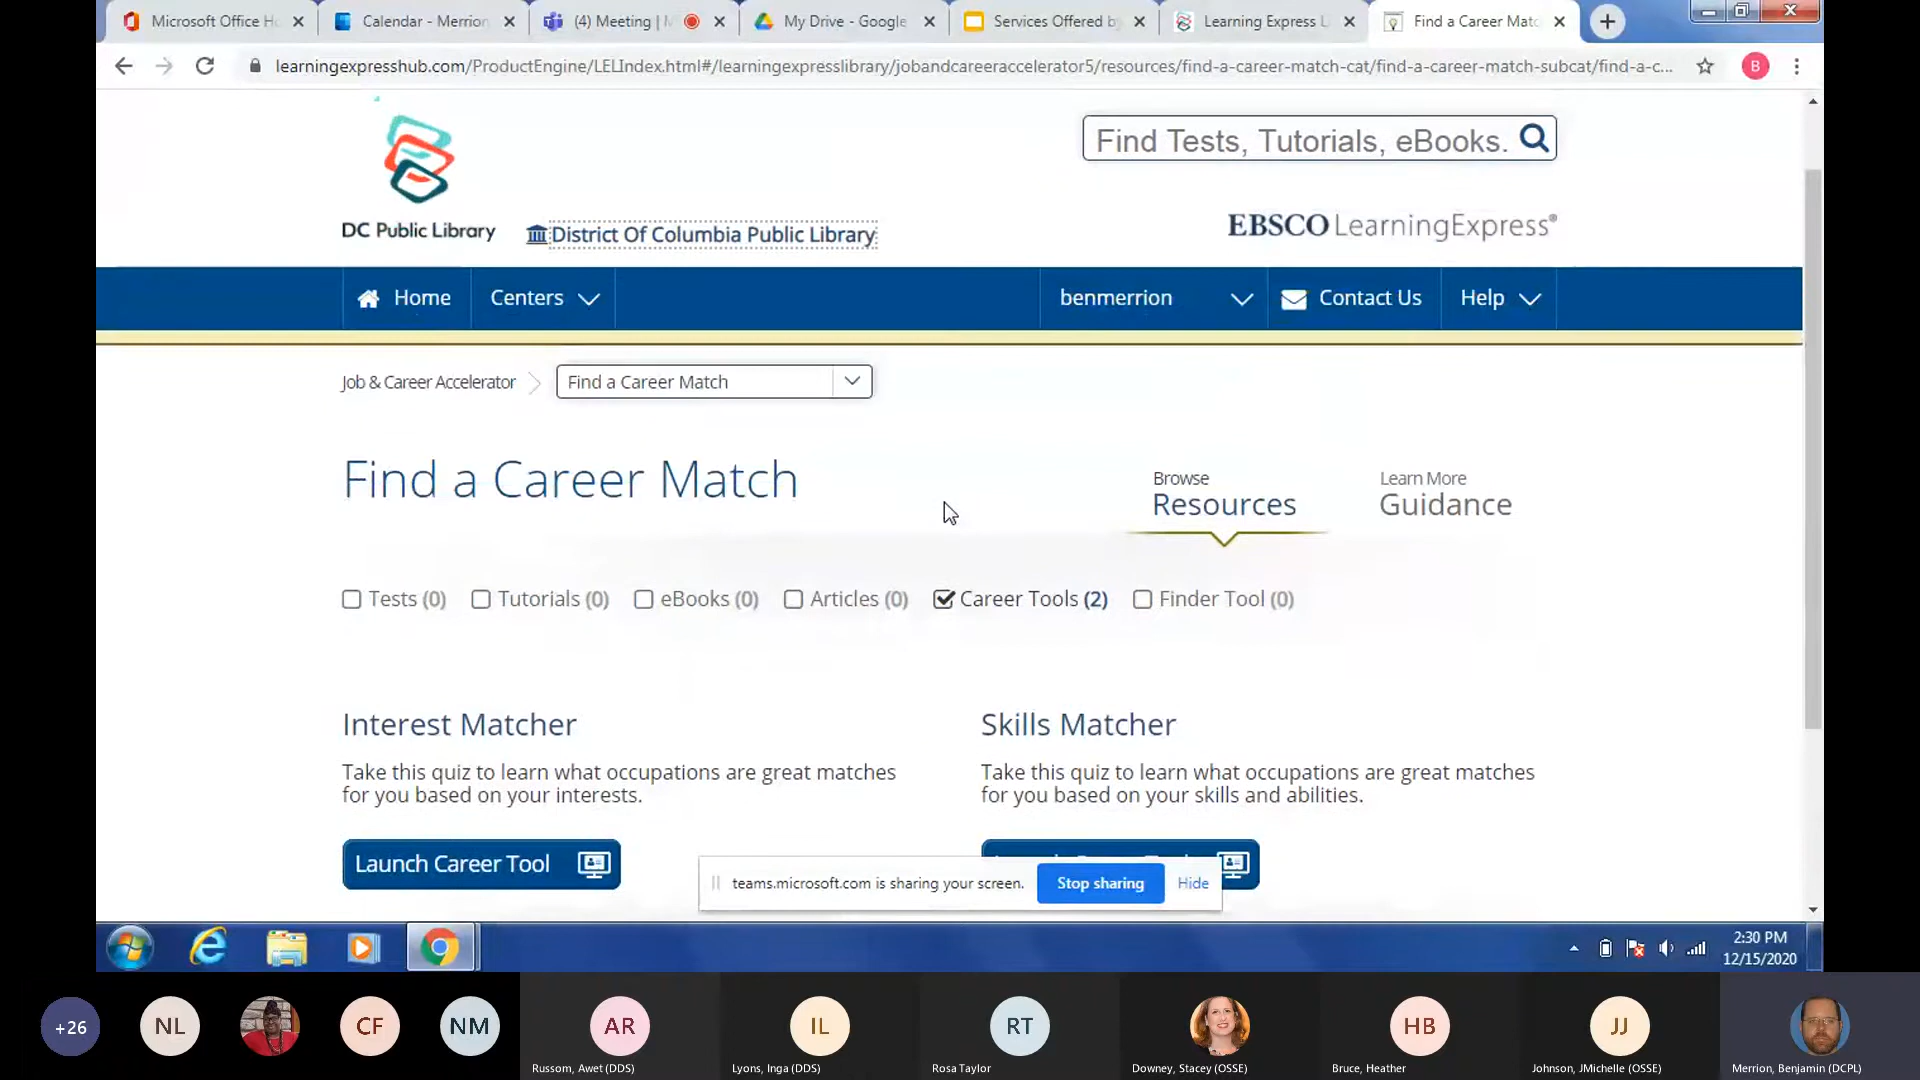 Microsoft Office Ho
Calendar - Merrion
(4) Meeting | M
My Drive - Google
Services Offered b
Learning Express L
Find a Career Matc
learningexpresshub.com/ProductEngine/LELIndex.html#/learningexpresslibrary/jobandcareeraccelerator5/resources/find-a-career-match-cat/find-a-career-match-subcat/find-a-c...
B
Find Tests, Tutorials, eBooks.
DC Public Library
District Of Columbia Public Library
EBSCO LearningExpress®
Home
Centers
benmerrion
Contact Us
Help
Job & Career Accelerator
Find a Career Match
Find a Career Match
Browse
Resources
Learn More
Guidance
Tests (0)
Tutorials (0)
eBooks (0)
Articles (0)
Career Tools (2)
Finder Tool (0)
Interest Matcher
Take this quiz to learn what occupations are great matches
for you based on your interests.
Launch Career Tool
Skills Matcher
Take this quiz to learn what occupations are great matches
for you based on your skills and abilities.
teams.microsoft.com is sharing your screen.
Stop sharing
Hide
2:30 PM
12/15/2020
+26
NL
CF
NM
AR
IL
RT
HB
JJ
Russom, Awet (DDS)
Lyons, Inga (DDS)
Rosa Taylor
Downey, Stacey (OSSE)
Bruce, Heather
Johnson, JMichelle (OSSE)
Merrion, Benjamin (DCPL)